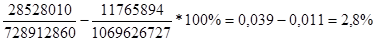 28528010/728912860 − 11765894/1069626727 *100% = 0,039 − 0,011 = 2,8%